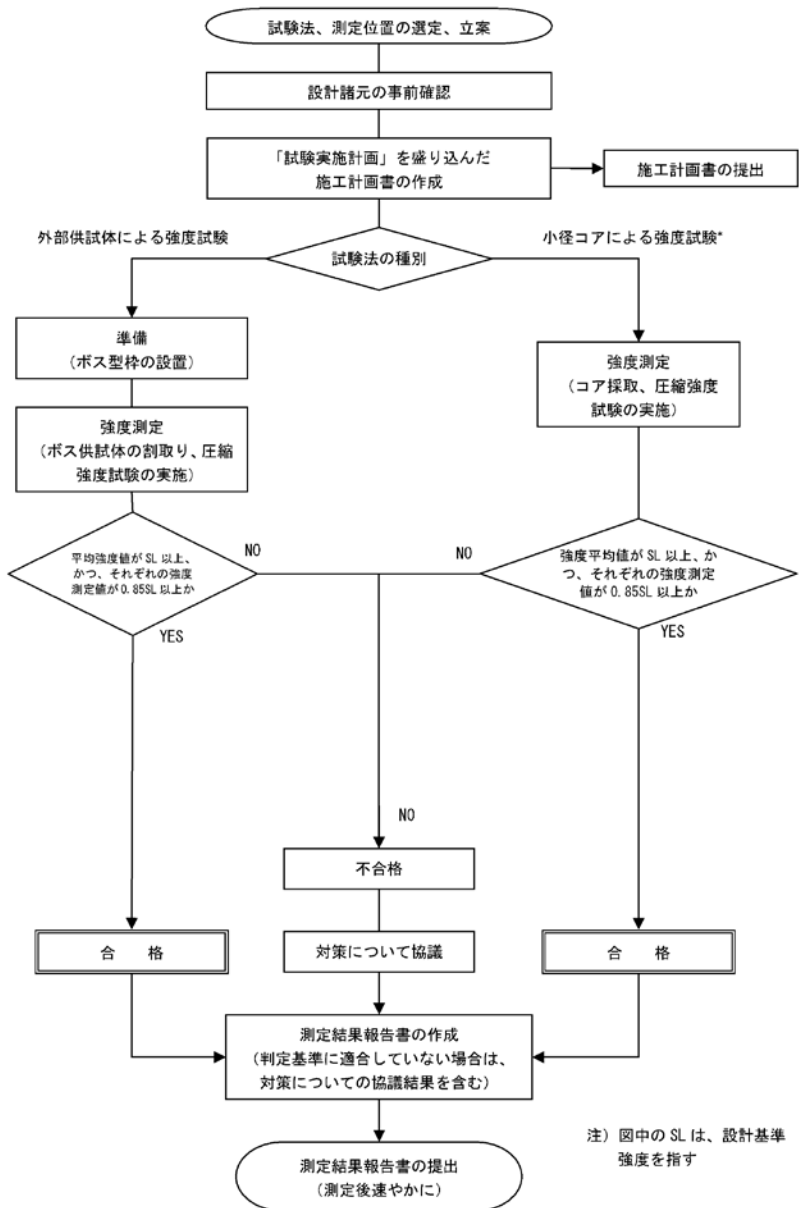 試験法、測定位置の選定、立案
設計諸元の事前確認
「試験実施計画」を盛り込んだ
施工計画書の作成
施工計画書の提出
外部供試体による強度試験
小径コアによる強度試験*
試験法の種別
準備
(ボス型枠の設置)
強度測定
(コア採取、圧縮強度
試験の実施)
強度測定
(ボス供試体の割取り、圧縮
強度試験の実施)
平均強度値が SL 以上、
かつ、それぞれの強度
測定値が 0.85SL 以上か
NO
NO
強度平均値が SL 以上、か
つ、それぞれの強度測定
値が 0.85SL 以上か
YES
YES
NO
不合格
合 格
対策について協議
合 格
測定結果報告書の作成
(判定基準に適合していない場合は、
対策についての協議結果を含む)
注) 図中の SL は、設計基準
強度を指す
測定結果報告書の提出
(測定後速やかに)